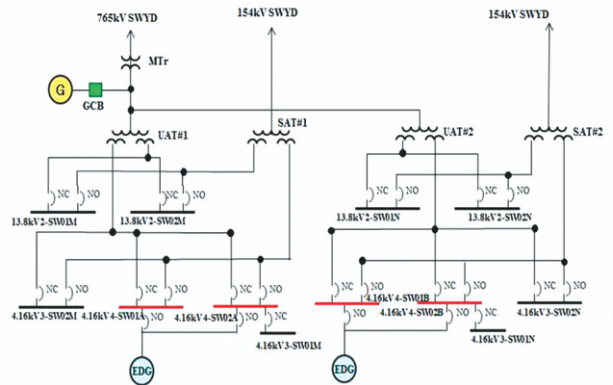 765kV SWYD
154kV SWYD
154kV SWYD
MTr
G
GCB
UAT#1
SAT#1
UAT#2
SAT#2
NC
NO
NC
NO
NC
NO
NC
NO
13.8kV2-SW01M
13.8kV2-SW02M
13.8kV2-SW01N
13.8kV2-SW02N
NC
NO
NC
NO
NC
NO
NC
NO
NC
NO
NC
NO
4.16kV3-SW02M
4.16kV4-SW01A
4.16kV4-SW02A
4.16kV4-SW01B
4.16kV4-SW02B
4.16kV3-SW02N
NO
NO
NC
NO
NO
NC
4.16kV3-SW01M
4.16kV3-SW01N
EDG
EDG